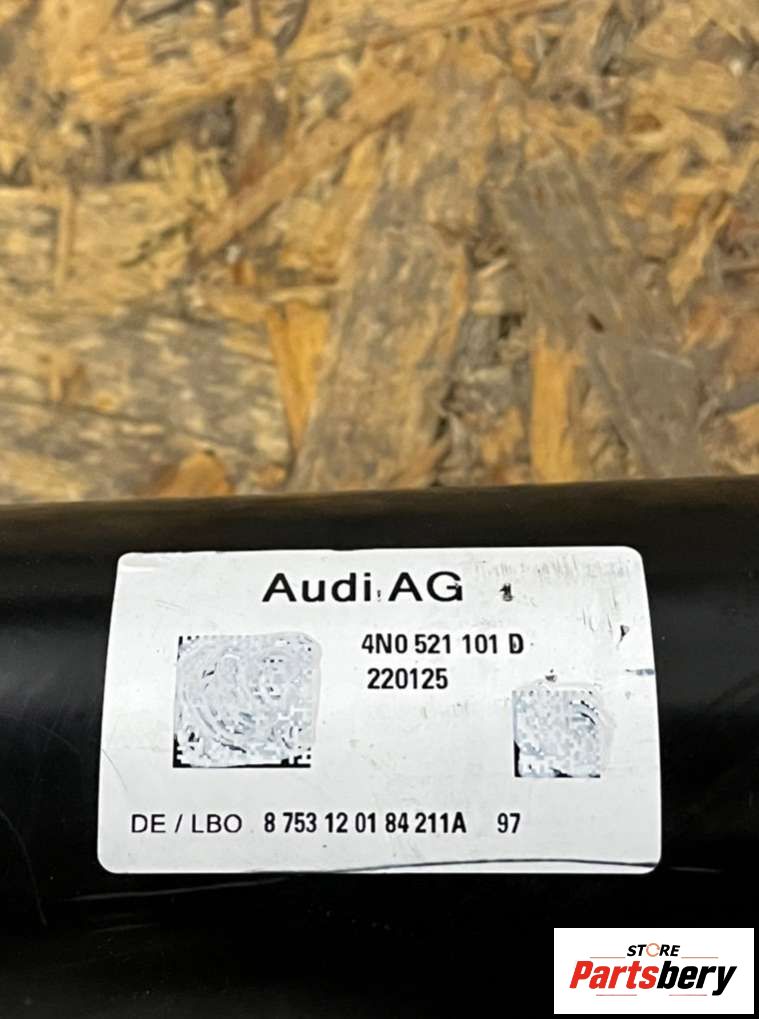 Audi AG
4N0 521 101 D
220125
DE / LBO 8 753 12 01 84 211A 97
STORE
Partsbery